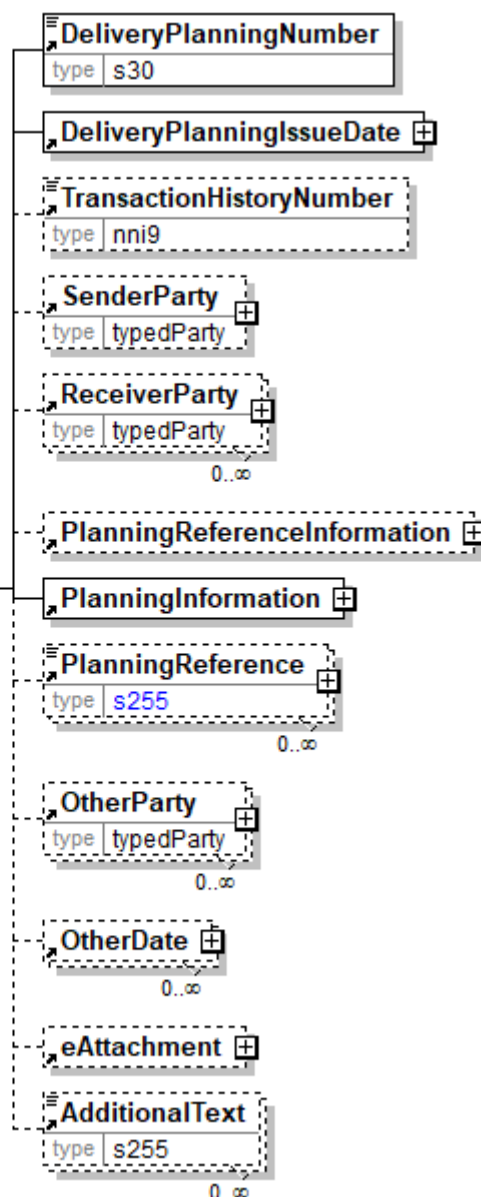 DeliveryPlanningNumber
type s30
DeliveryPlanningIssueDate
TransactionHistoryNumber
type nni9
SenderParty
type typedParty
ReceiverParty
type typedParty
0..∞
PlanningReferenceInformation
PlanningInformation
PlanningReference
type s255
0..∞
OtherParty
type typedParty
0..∞
OtherDate
0..∞
eAttachment
AdditionalText
type s255
0..∞